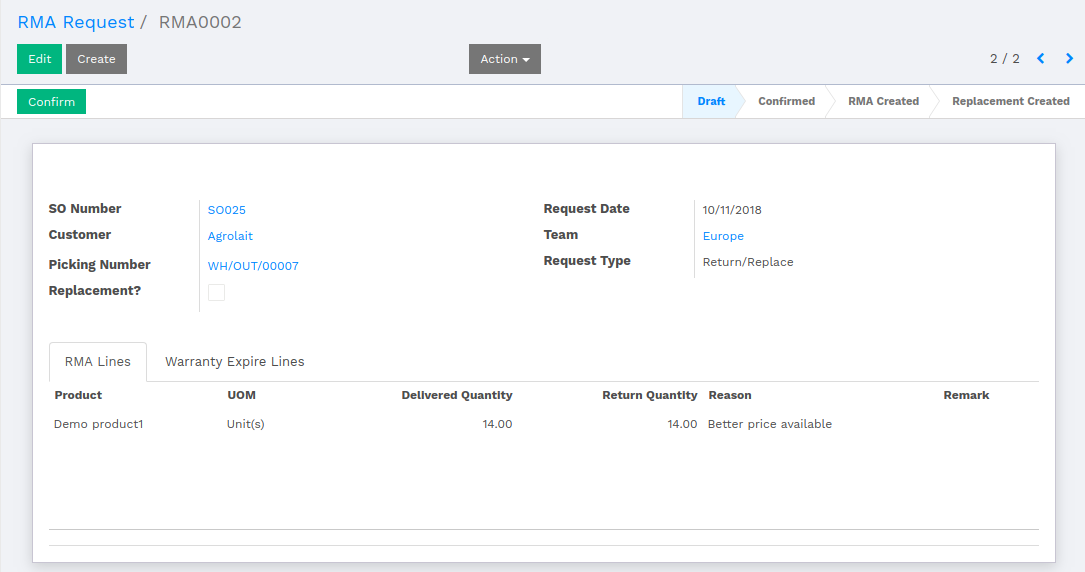 RMA Request / RMA0002
Edit Create Action 2 / 2
Confirm Draft Confirmed RMA Created Replacement Created
SO Number SO025 Request Date 10/11/2018
Customer Agrolait Team Europe
Picking Number WH/OUT/00007 Request Type Return/Replace
Replacement?
RMA Lines Warranty Expire Lines
Product UOM Delivered Quantity Return Quantity Reason Remark
Demo product1 Unit(s) 14.00 14.00 Better price available